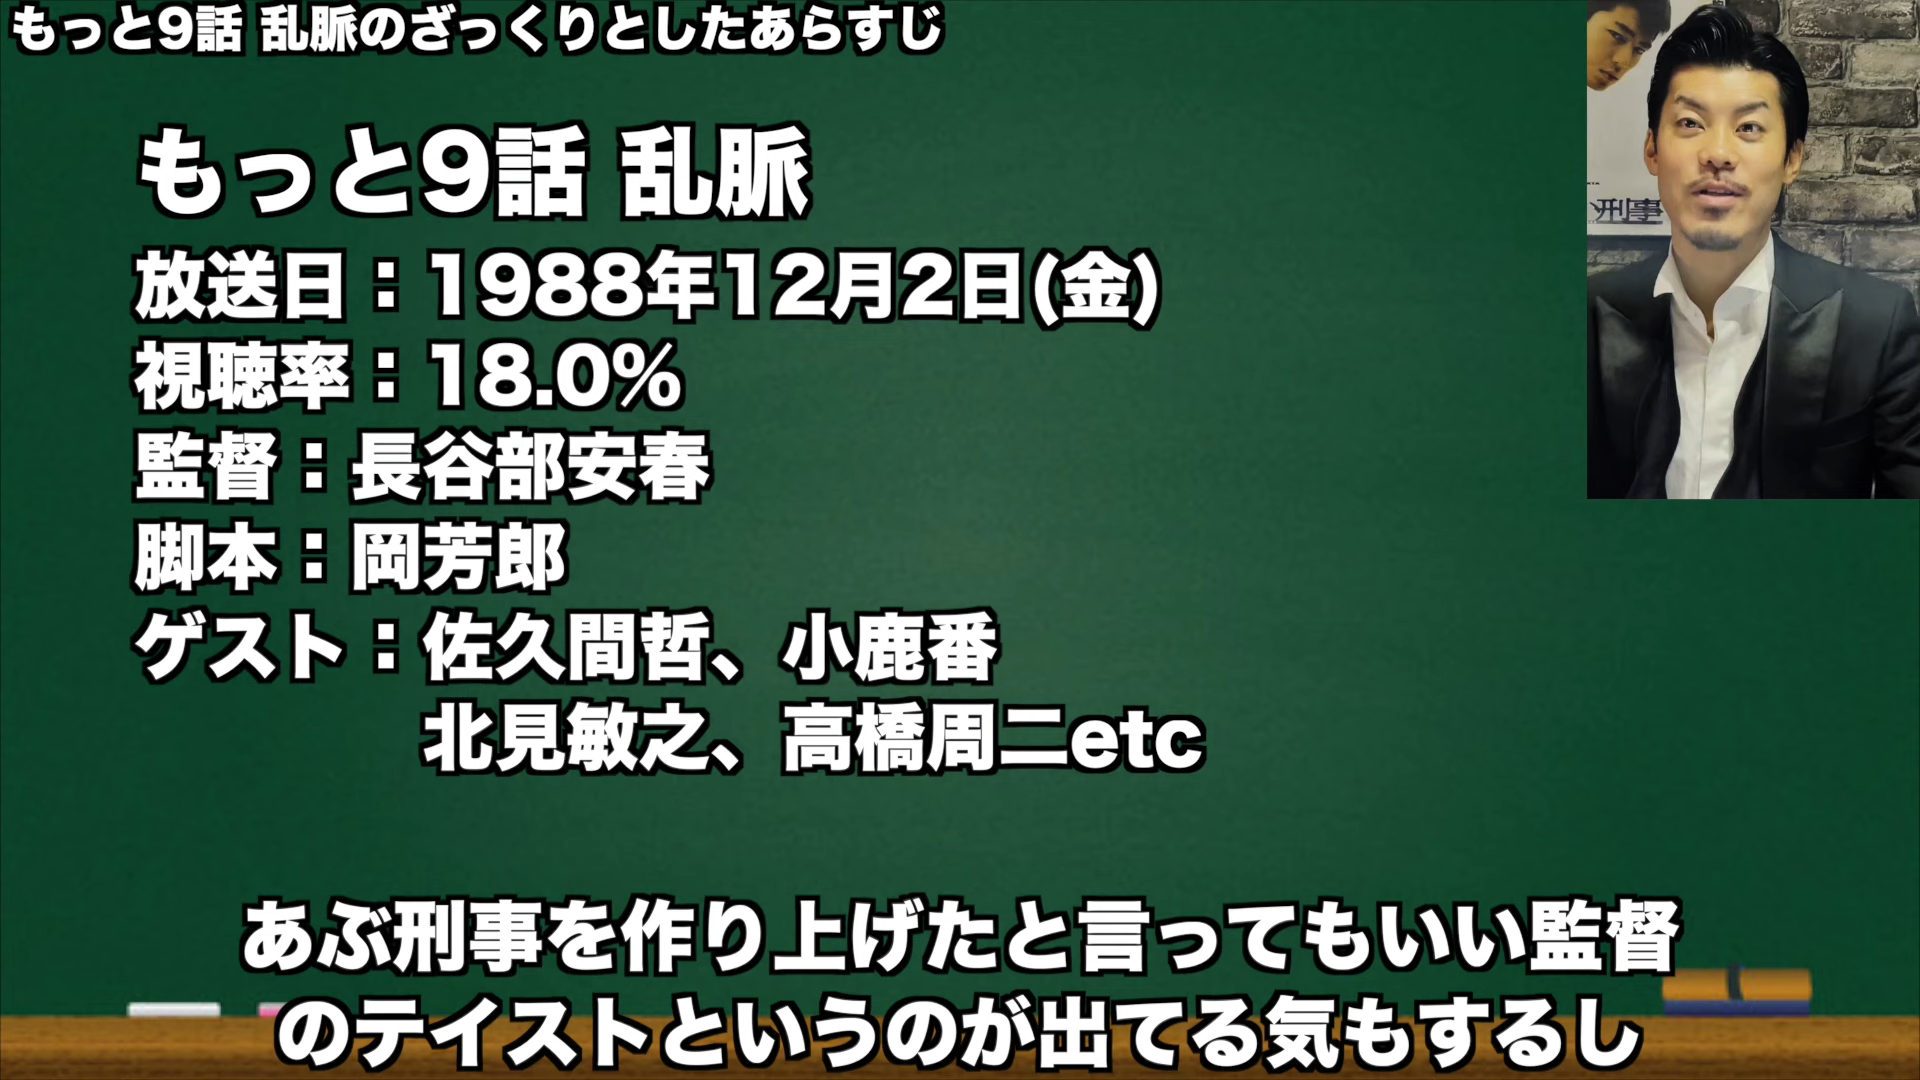 もっと9話 乱脈のざっくりとしたあらすじ
もっと9話 乱脈
放送日：1988年12月2日(金)
視聴率：18.0%
監督：長谷部安春
脚本：岡芳郎
ゲスト：佐久間哲、小鹿番
北見敏之、高橋周二etc
刑事
あぶ刑事を作り上げたと言ってもいい監督
のテイストというのが出てる気もするし